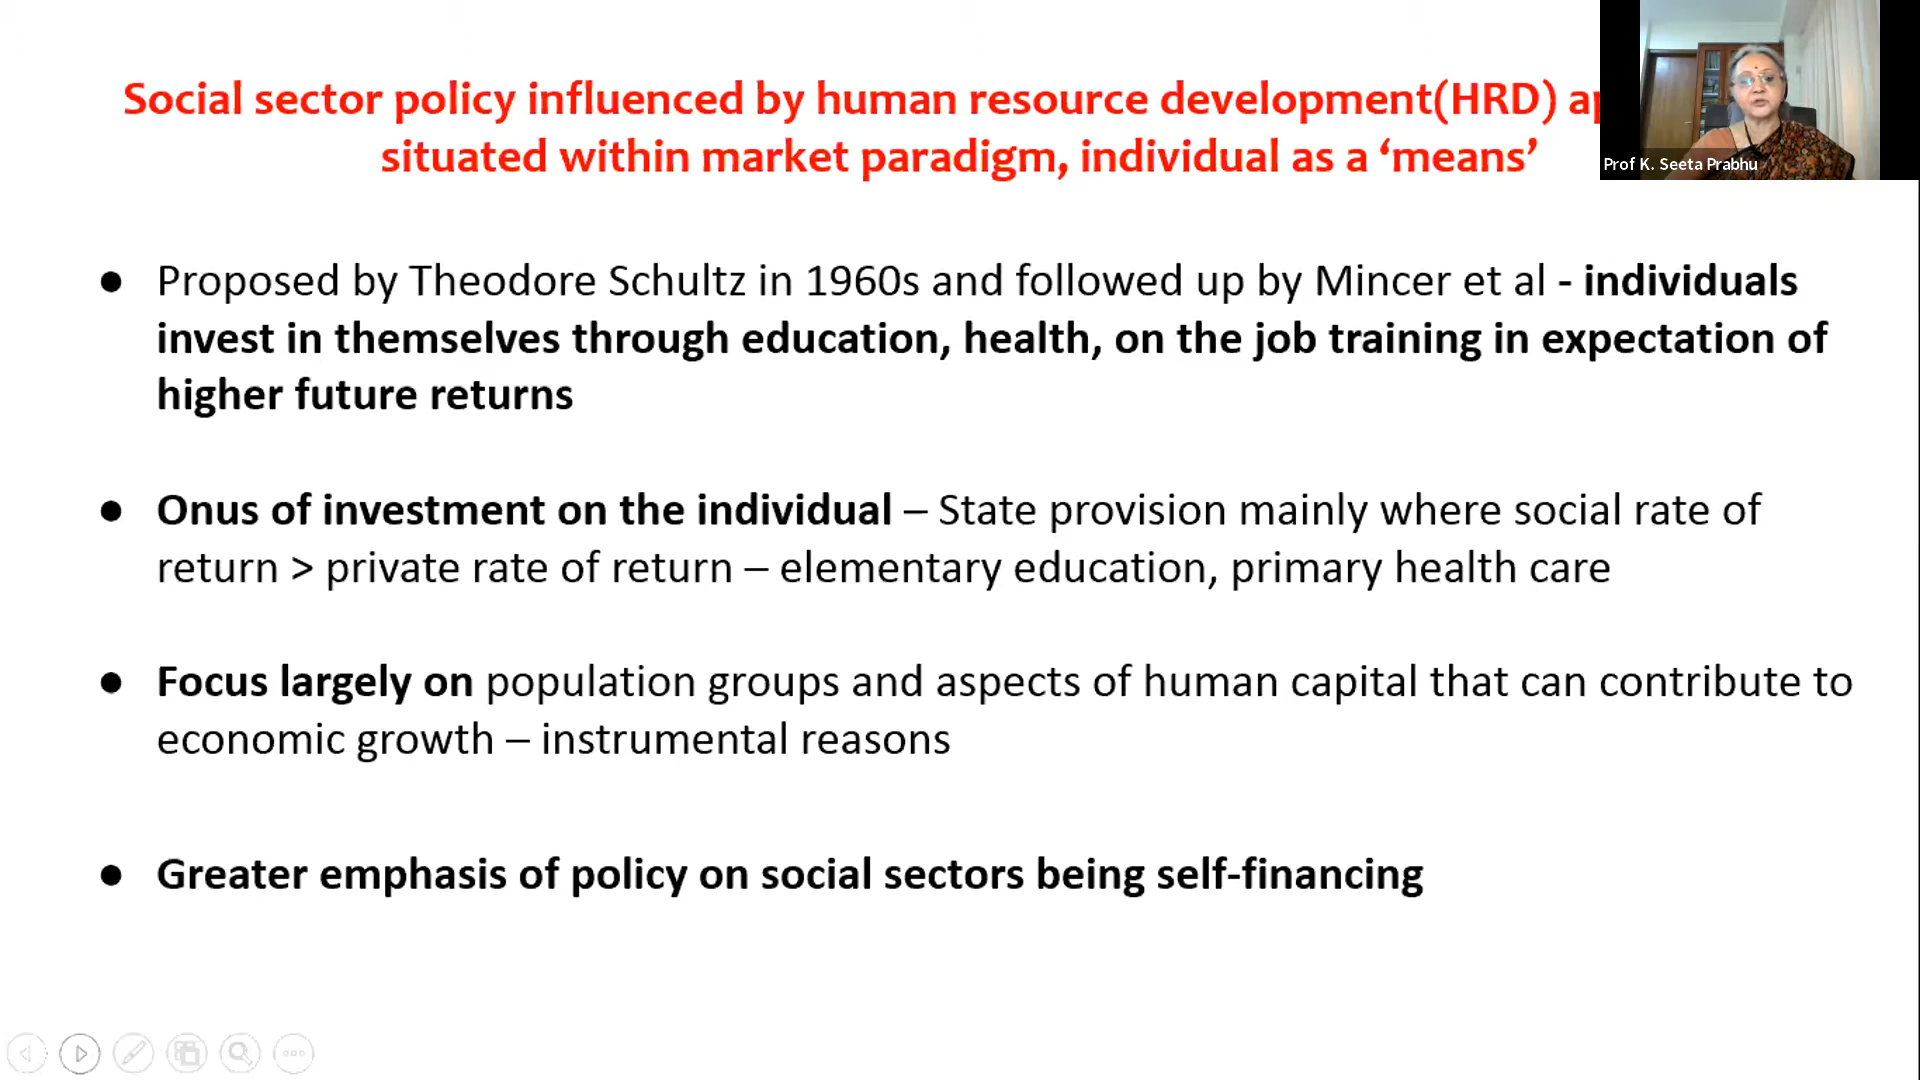 Social sector policy influenced by human resource development(HRD)
situated within market paradigm, individual as a ‘means’
Prof K. Seeta Prabhu
● Proposed by Theodore Schultz in 1960s and followed up by Mincer et al - individuals
invest in themselves through education, health, on the job training in expectation of
higher future returns
● Onus of investment on the individual – State provision mainly where social rate of
return > private rate of return – elementary education, primary health care
● Focus largely on population groups and aspects of human capital that can contribute to
economic growth – instrumental reasons
● Greater emphasis of policy on social sectors being self-financing